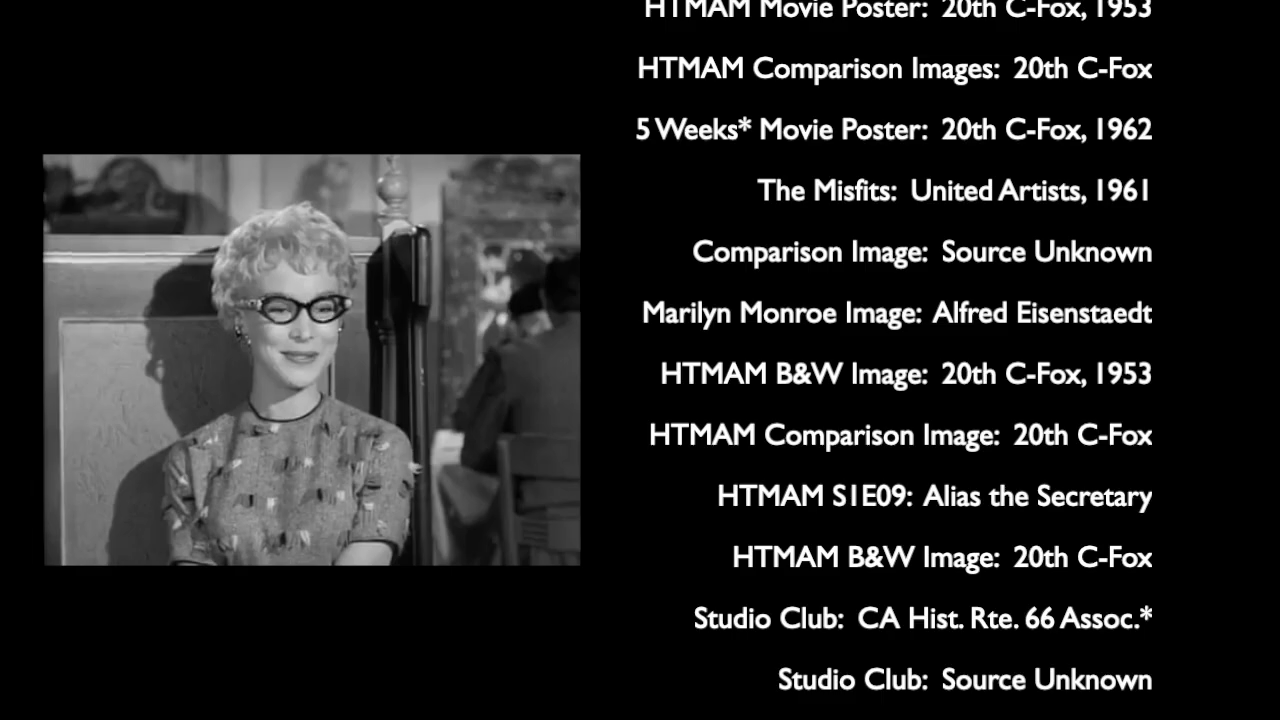 HTMAM Movie Poster: 20th C-Fox, 1953
HTMAM Comparison Images: 20th C-Fox
5 Weeks* Movie Poster: 20th C-Fox, 1962
The Misfits: United Artists, 1961
Comparison Image: Source Unknown
Marilyn Monroe Image: Alfred Eisenstaedt
HTMAM B&W Image: 20th C-Fox, 1953
HTMAM Comparison Image: 20th C-Fox
HTMAM S1E09: Alias the Secretary
HTMAM B&W Image: 20th C-Fox
Studio Club: CA Hist. Rte. 66 Assoc.*
Studio Club: Source Unknown